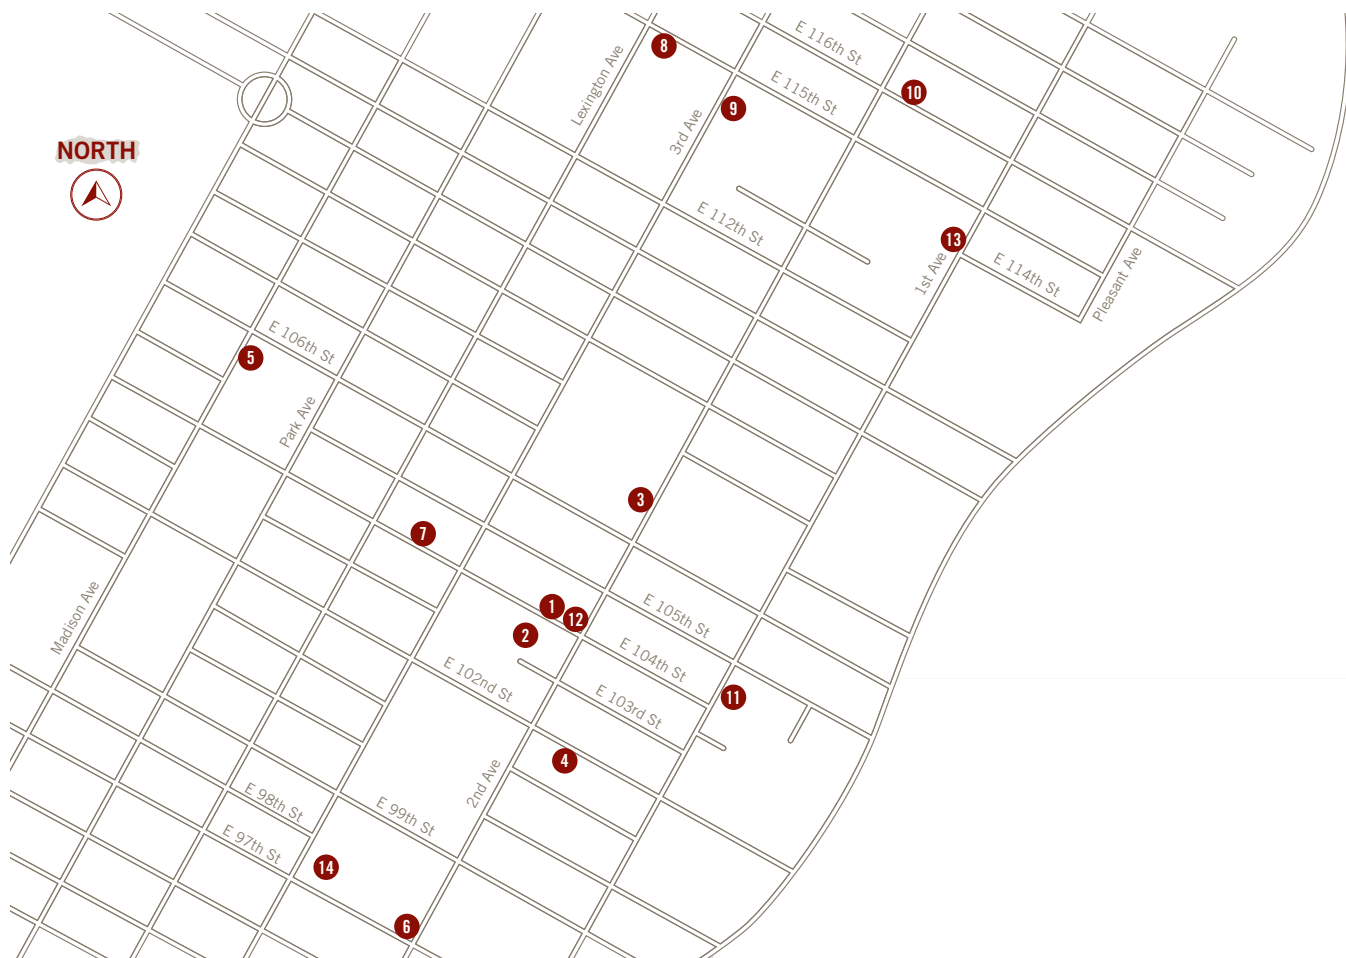 E 116th St
8
Lexington Ave
E 115th St
10
9
3rd Ave
NORTH
E 112th St
13
1st Ave
E 114th St
Pleasant Ave
E 106th St
5
Park Ave
3
7
1
12
2
E 105th St
Madison Ave
E 104th St
E 102nd St
11
E 103rd St
4
2nd Ave
E 98th St
E 99th St
E 97th St
14
6